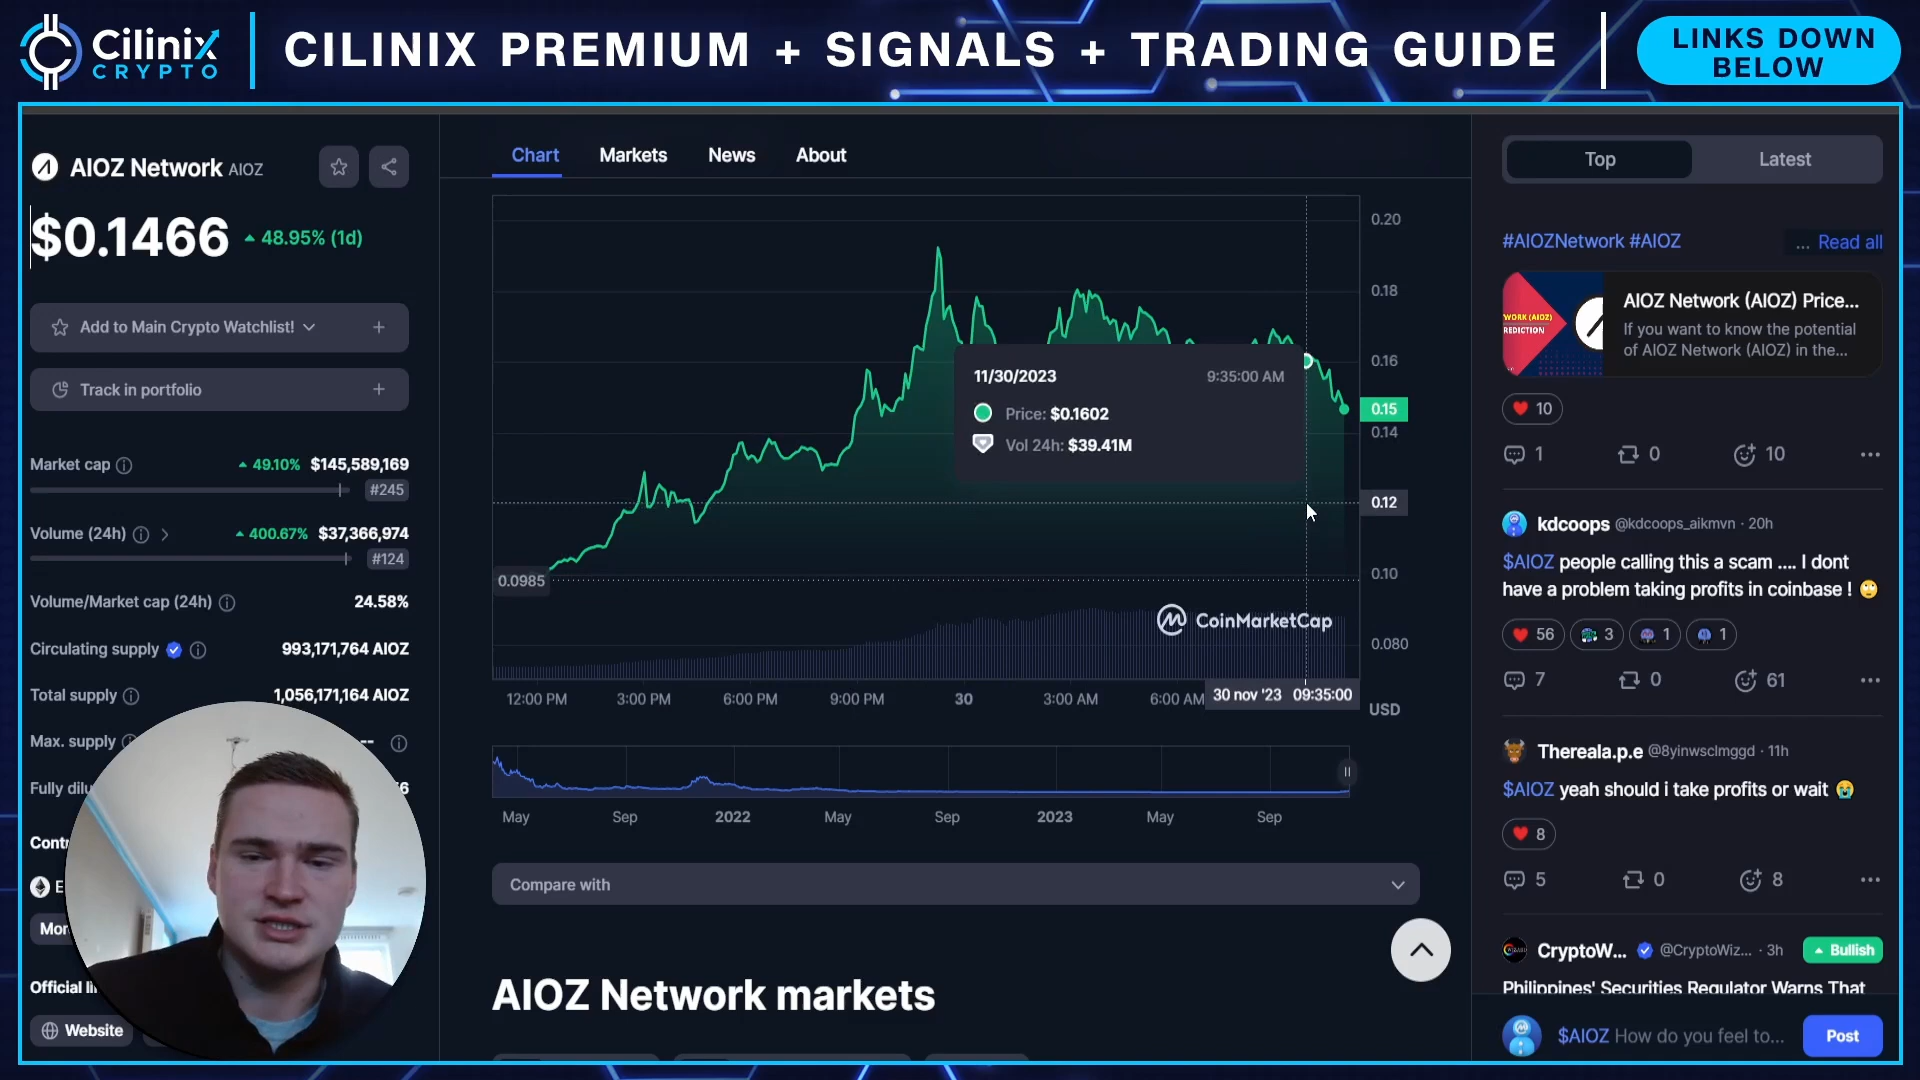 Cilinix
CRYPTO
CILINIX PREMIUM + SIGNALS + TRADING GUIDE
LINKS DOWN
BELOW
AIOZ Network AIOZ
$0.1466 48.95% (1d)
Add to Main Crypto Watchlist! +
Track in portfolio +
Market cap 49.10% $145,589,169
#245
Volume (24h) 400.67% $37,366,974
#124
Volume/Market cap (24h) 24.58%
Circulating supply 993,171,764 AIOZ
Total supply 1,056,171,164 AIOZ
Max. supply --
Fully dilu 6
Contr
E
Mor
Official li
Website
Chart Markets News About
0.20
0.18
0.16
0.15
0.14
0.12
0.10
0.080
0.0985
11/30/2023 9:35:00 AM
Price: $0.1602
Vol 24h: $39.41M
CoinMarketCap
12:00 PM 3:00 PM 6:00 PM 9:00 PM 30 3:00 AM 6:00 AM 30 nov '23 09:35:00
USD
May Sep 2022 May Sep 2023 May Sep
Compare with
AIOZ Network markets
Top Latest
#AIOZNetwork #AIOZ ... Read all
WORK (AIOZ)
REDICTION
AIOZ Network (AIOZ) Price...
If you want to know the potential
of AIOZ Network (AIOZ) in the...
10
1 0 10
kdcoops @kdcoops_aikmvn · 20h
$AIOZ people calling this a scam .... I dont
have a problem taking profits in coinbase ! 🙄
56 3 1 1
7 0 61
Thereala.p.e @8yinwsclmggd · 11h
$AIOZ yeah should i take profits or wait 😭
8
5 0 8
CryptoW... @CryptoWiz... · 3h Bullish
Philippines' Securities Regulator Warns That
$AIOZ How do you feel to... Post